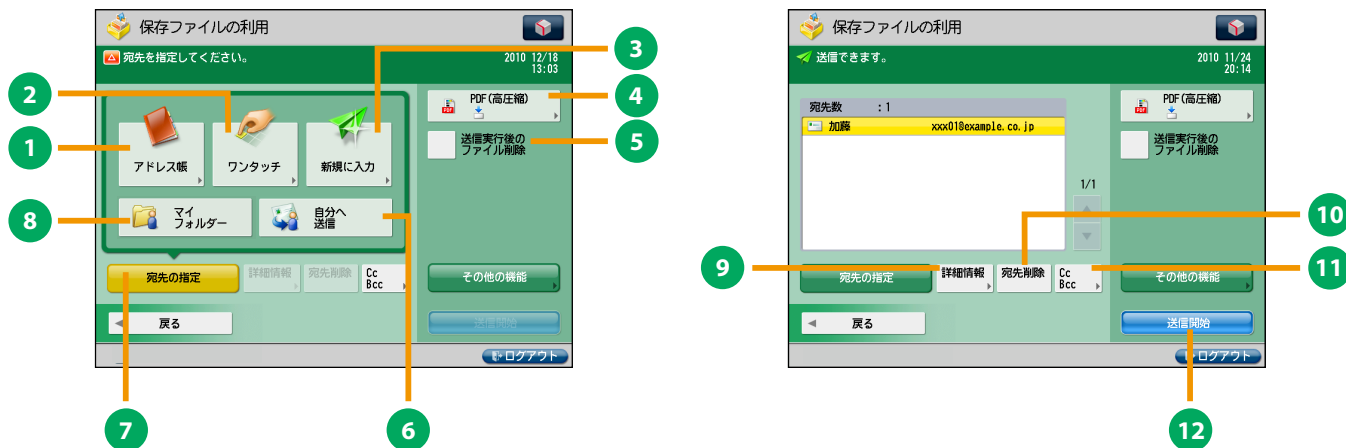 保存ファイルの利用
宛先を指定してください。
2010 12/18
13:03
アドレス帳
ワンタッチ
新規に入力
マイ
フォルダー
自分へ
送信
宛先の指定
詳細情報
宛先削除
Cc
Bcc
PDF(高圧縮)
送信実行後の
ファイル削除
その他の機能
戻る
送信開始
ログアウト
1
2
3
4
5
6
7
8
保存ファイルの利用
送信できます。
2010 11/24
20:14
宛先数 :1
加藤 xxx01@example.co.jp
1/1
宛先の指定
詳細情報
宛先削除
Cc
Bcc
PDF(高圧縮)
送信実行後の
ファイル削除
その他の機能
戻る
送信開始
ログアウト
9
10
11
12